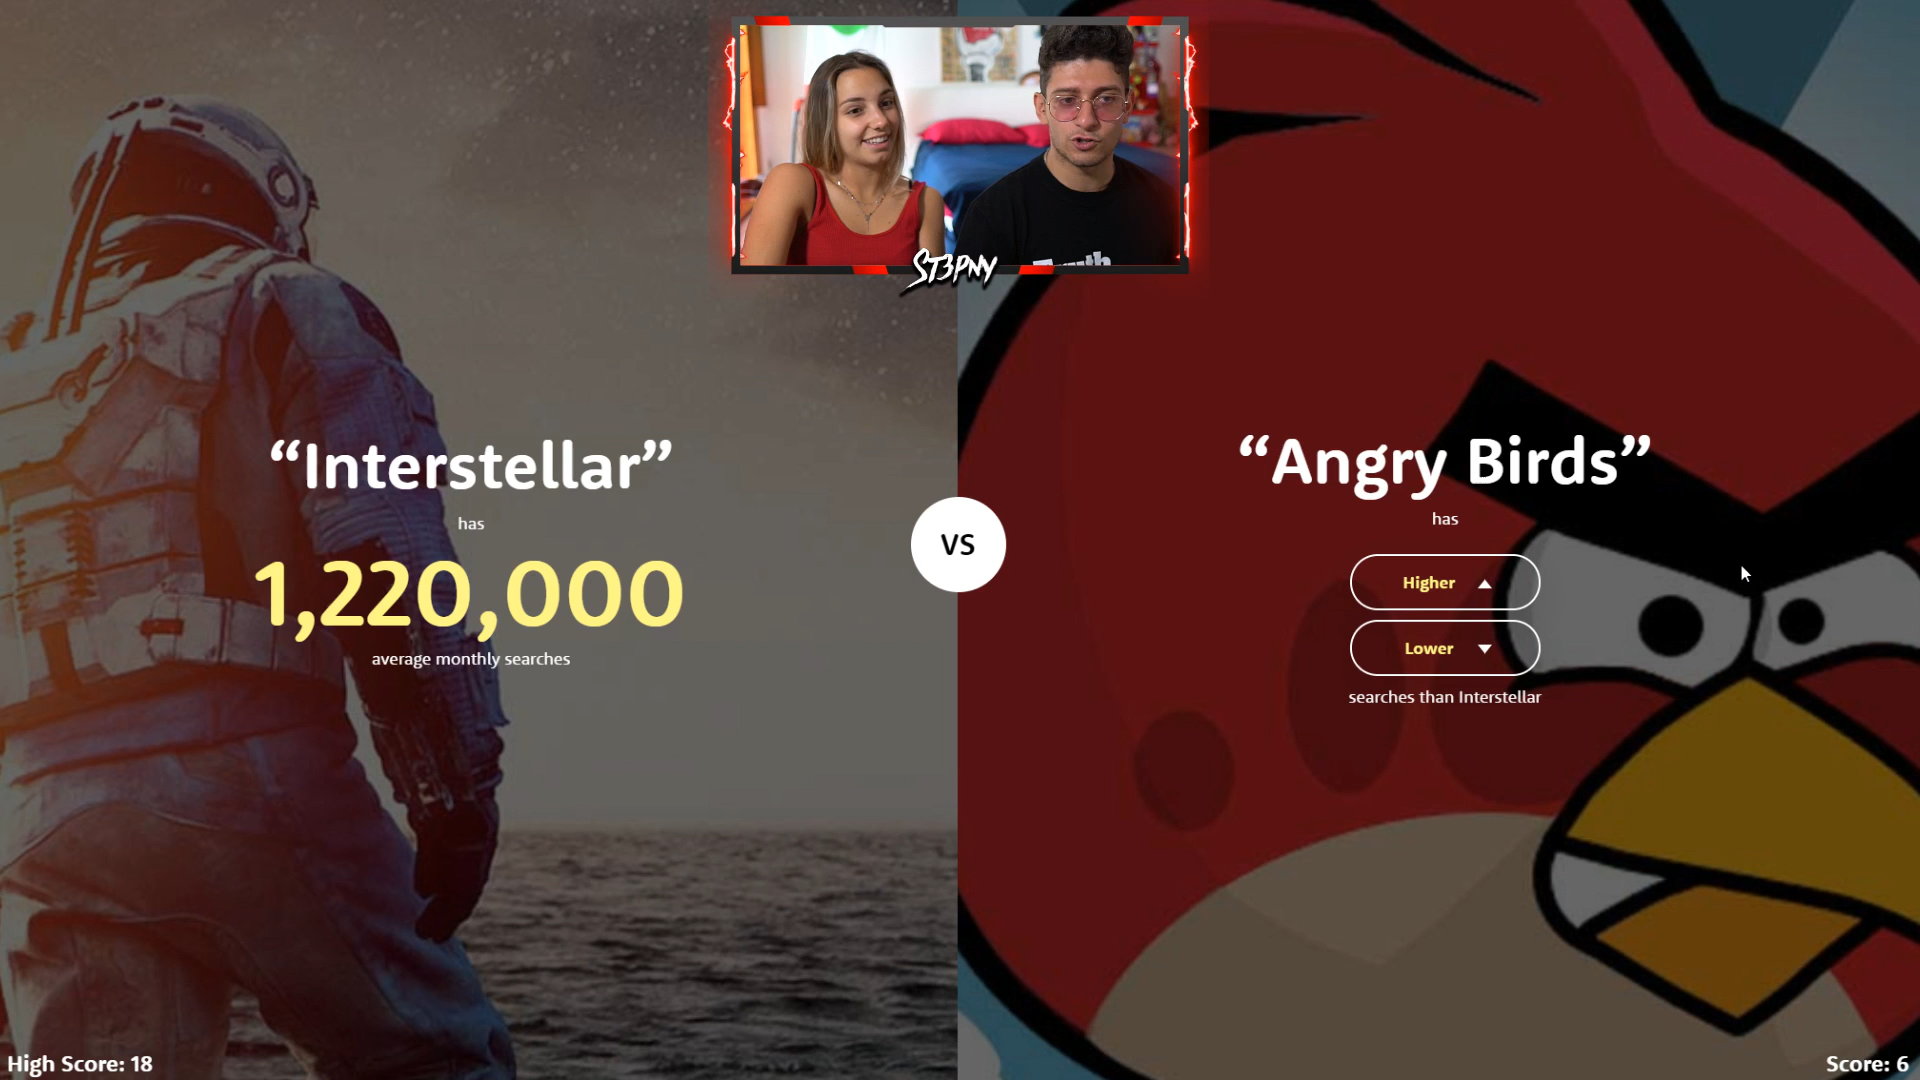 ST3PNY
“Interstellar”
has
1,220,000
average monthly searches
VS
“Angry Birds”
has
Higher
Lower
searches than Interstellar
High Score: 18
Score: 6